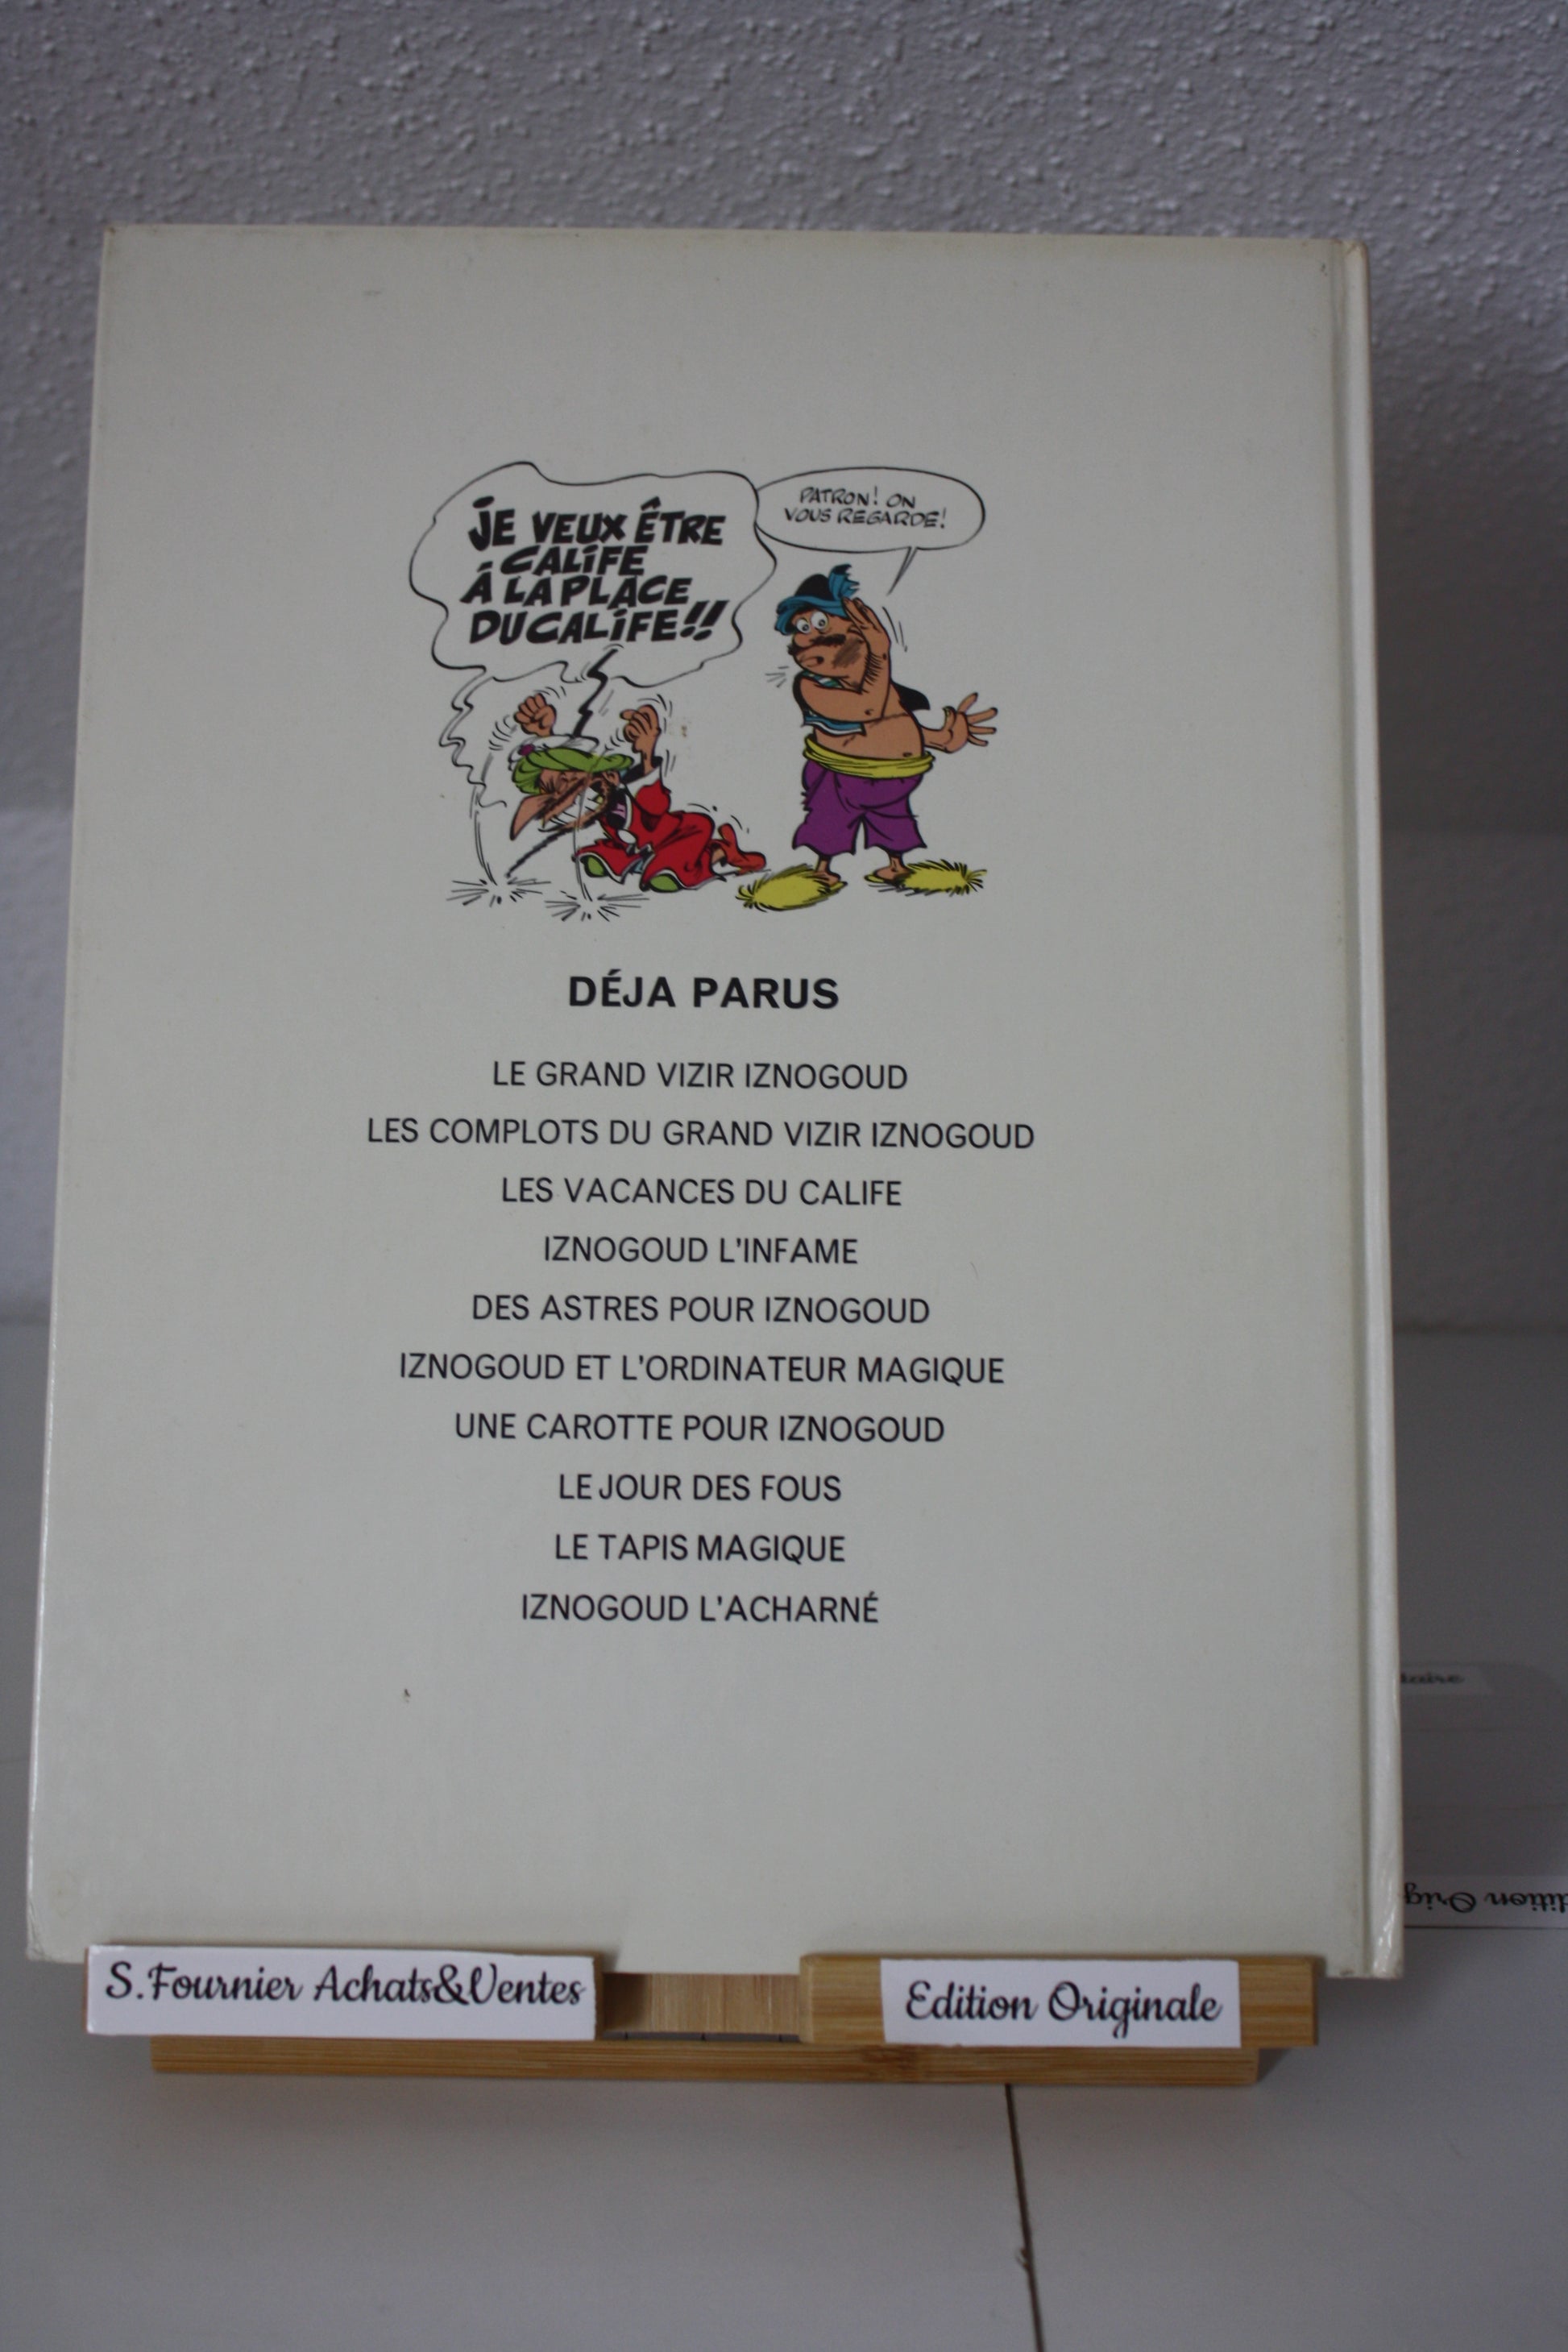 JE VEUX ÊTRE
CALIFE
À LA PLACE
DU CALIFE!!
PATRON! ON
VOUS REGARDE!
DÉJA PARUS
LE GRAND VIZIR IZNOGOUD
LES COMPLOTS DU GRAND VIZIR IZNOGOUD
LES VACANCES DU CALIFE
IZNOGOUD L'INFAME
DES ASTRES POUR IZNOGOUD
IZNOGOUD ET L'ORDINATEUR MAGIQUE
UNE CAROTTE POUR IZNOGOUD
LE JOUR DES FOUS
LE TAPIS MAGIQUE
IZNOGOUD L'ACHARNÉ
S.Fournier Achats&Ventes
Edition Originale